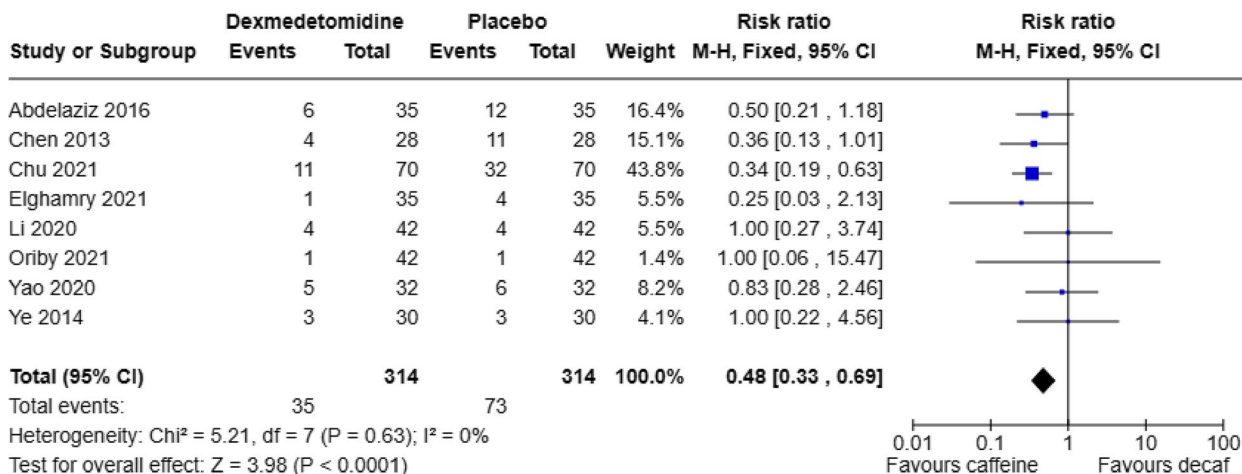 Dexmedetomidine Placebo Risk ratio Risk ratio
Study or Subgroup Events Total Events Total Weight M-H, Fixed, 95% CI M-H, Fixed, 95% CI
Abdelaziz 2016 6 35 12 35 16.4% 0.50 [0.21 , 1.18]
Chen 2013 4 28 11 28 15.1% 0.36 [0.13 , 1.01]
Chu 2021 11 70 32 70 43.8% 0.34 [0.19 , 0.63]
Elghamry 2021 1 35 4 35 5.5% 0.25 [0.03 , 2.13]
Li 2020 4 42 4 42 5.5% 1.00 [0.27 , 3.74]
Oriby 2021 1 42 1 42 1.4% 1.00 [0.06 , 15.47]
Yao 2020 5 32 6 32 8.2% 0.83 [0.28 , 2.46]
Ye 2014 3 30 3 30 4.1% 1.00 [0.22 , 4.56]
Total (95% CI) 314 314 100.0% 0.48 [0.33 , 0.69]
Total events: 35 73
Heterogeneity: Chi² = 5.21, df = 7 (P = 0.63); I² = 0%
Test for overall effect: Z = 3.98 (P < 0.0001)
0.01 0.1 1 10 100
Favours caffeine Favours decaf